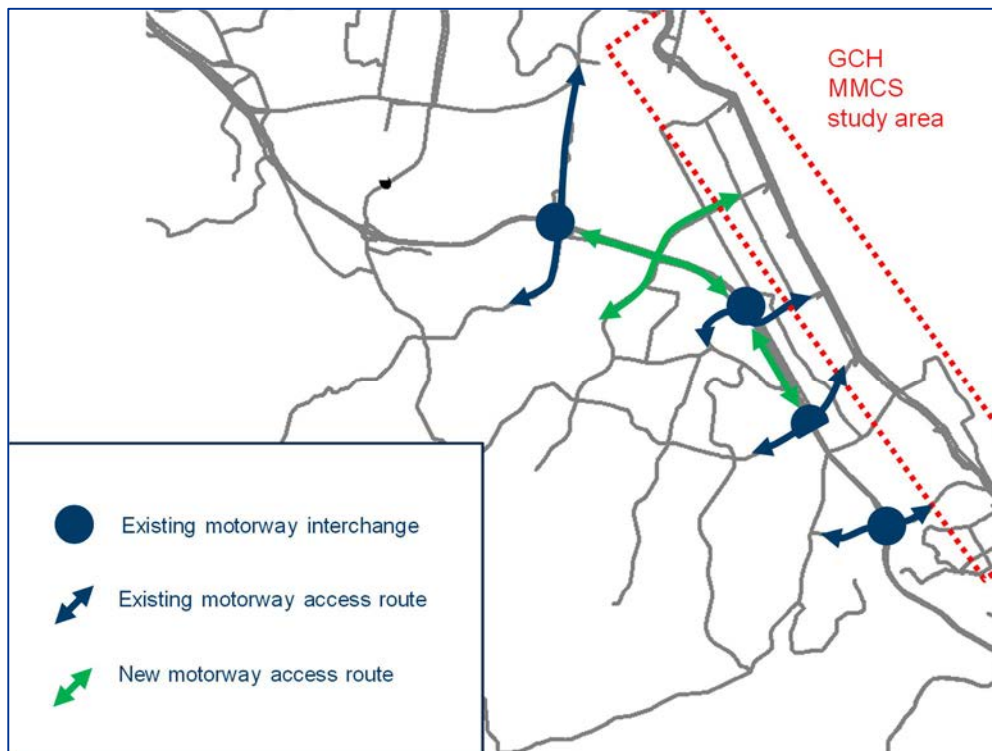 GCH
MMCS
study area
Existing motorway interchange
Existing motorway access route
New motorway access route